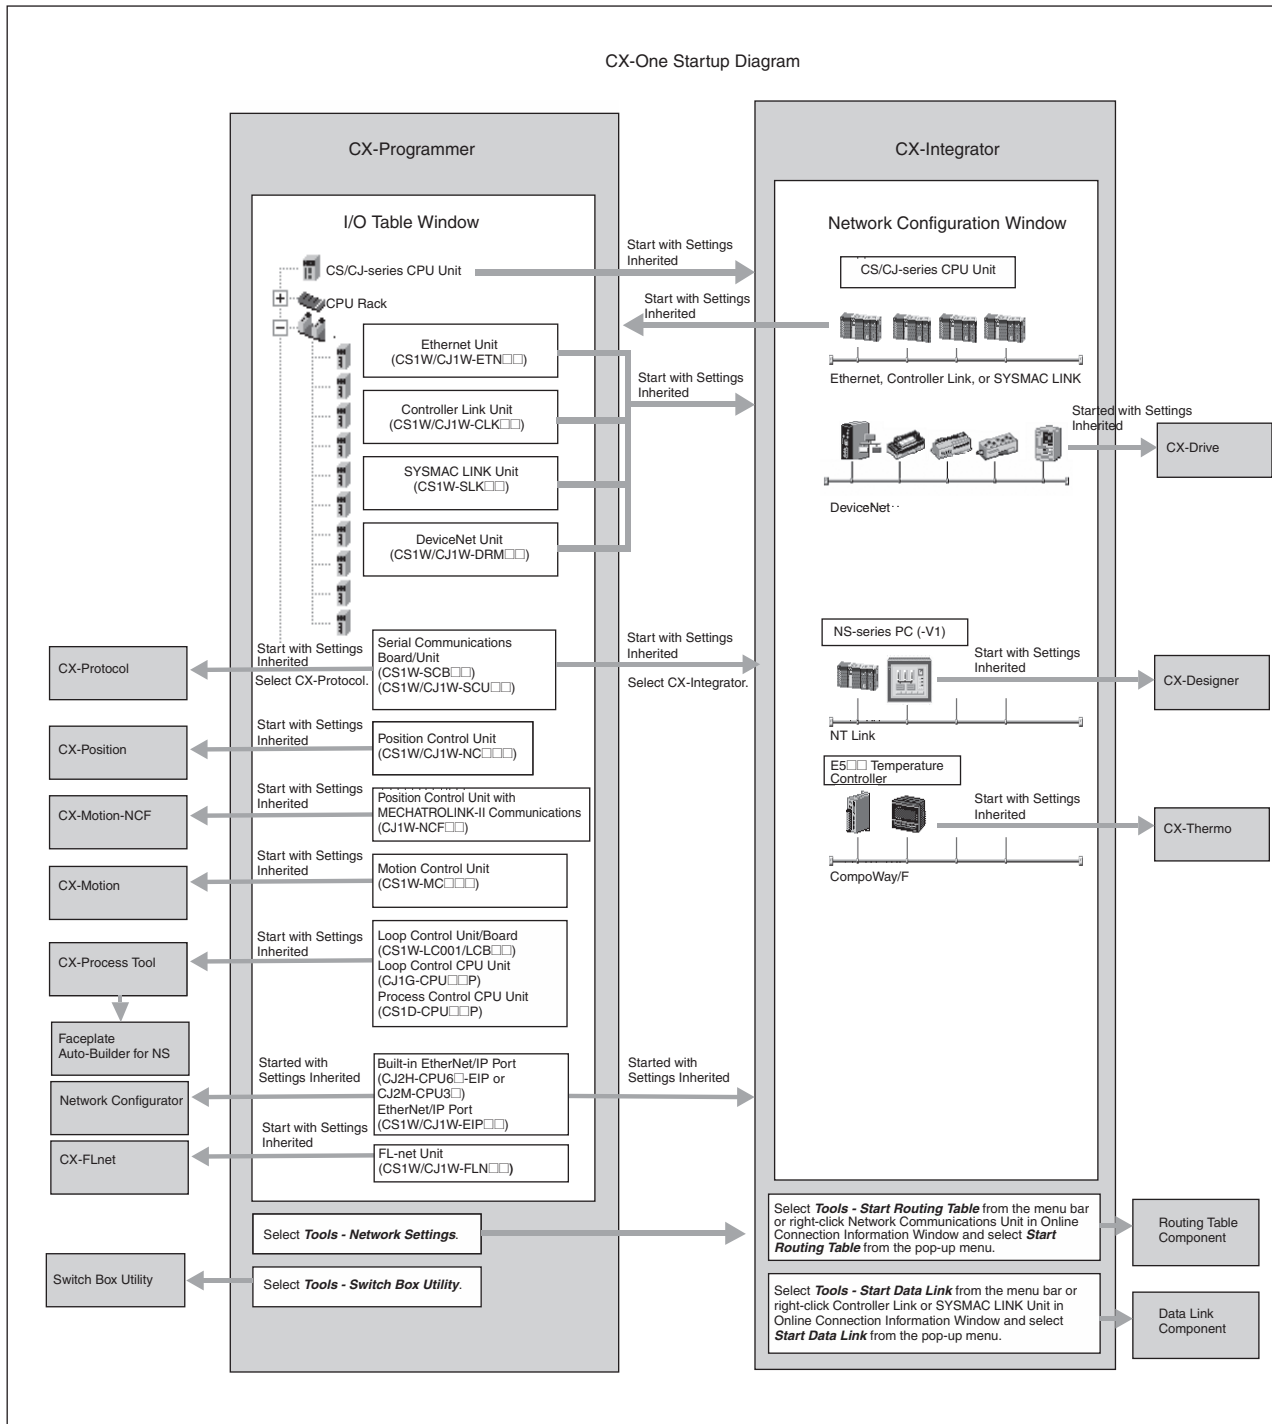 CX-One Startup Diagram
CX-Programmer
I/O Table Window
CS/CJ-series CPU Unit
CPU Rack
Ethernet Unit
(CS1W/CJ1W-ETN□□)
Controller Link Unit
(CS1W/CJ1W-CLK□□)
SYSMAC LINK Unit
(CS1W-SLK□□)
DeviceNet Unit
(CS1W/CJ1W-DRM□□)
Start with Settings
Inherited
Start with Settings
Inherited
Start with Settings
Inherited
CX-Integrator
Network Configuration Window
CS/CJ-series CPU Unit
Ethernet, Controller Link, or SYSMAC LINK
Started with Settings
Inherited
CX-Drive
DeviceNet
CX-Protocol
Start with Settings
Inherited
Select CX-Protocol.
Serial Communications
Board/Unit
(CS1W-SCB□□)
(CS1W/CJ1W-SCU□□)
Start with Settings
Inherited
Select CX-Integrator.
NS-series PC (-V1)
Start with Settings
Inherited
CX-Designer
NT Link
CX-Position
Start with Settings
Inherited
Position Control Unit
(CS1W/CJ1W-NC□□□)
E5□□ Temperature
Controller
Start with Settings
Inherited
CX-Thermo
CompoWay/F
CX-Motion-NCF
Start with Settings
Inherited
Position Control Unit with
MECHATROLINK-II Communications
(CJ1W-NCF□□)
CX-Motion
Start with Settings
Inherited
Motion Control Unit
(CS1W-MC□□□)
CX-Process Tool
Start with Settings
Inherited
Loop Control Unit/Board
(CS1W-LC001/LCB□□)
Loop Control CPU Unit
(CJ1G-CPU□□P)
Process Control CPU Unit
(CS1D-CPU□□P)
Faceplate
Auto-Builder for NS
Network Configurator
Started with
Settings Inherited
Built-in EtherNet/IP Port
(CJ2H-CPU6□-EIP or
CJ2M-CPU3□)
EtherNet/IP Port
(CS1W/CJ1W-EIP□□)
Started with
Settings Inherited
CX-FLnet
Start with Settings
Inherited
FL-net Unit
(CS1W/CJ1W-FLN□□)
Select Tools - Network Settings.
Select Tools - Start Routing Table from the menu bar
or right-click Network Communications Unit in Online
Connection Information Window and select Start
Routing Table from the pop-up menu.
Routing Table
Component
Switch Box Utility
Select Tools - Switch Box Utility.
Select Tools - Start Data Link from the menu bar or
right-click Controller Link or SYSMAC LINK Unit in
Online Connection Information Window and select
Start Data Link from the pop-up menu.
Data Link
Component